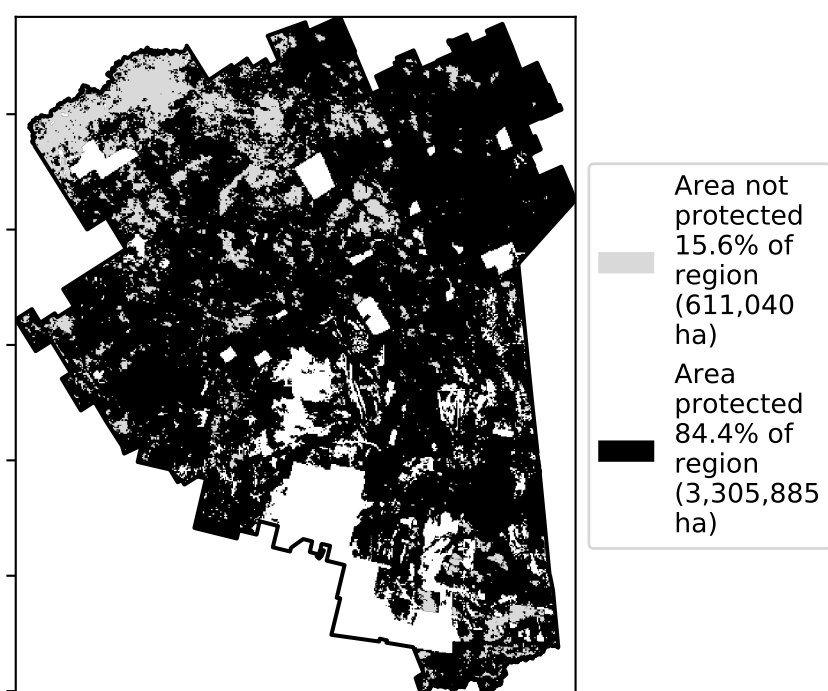 Area not
protected
15.6% of
region
(611,040
ha)
Area
protected
84.4% of
region
(3,305,885
ha)